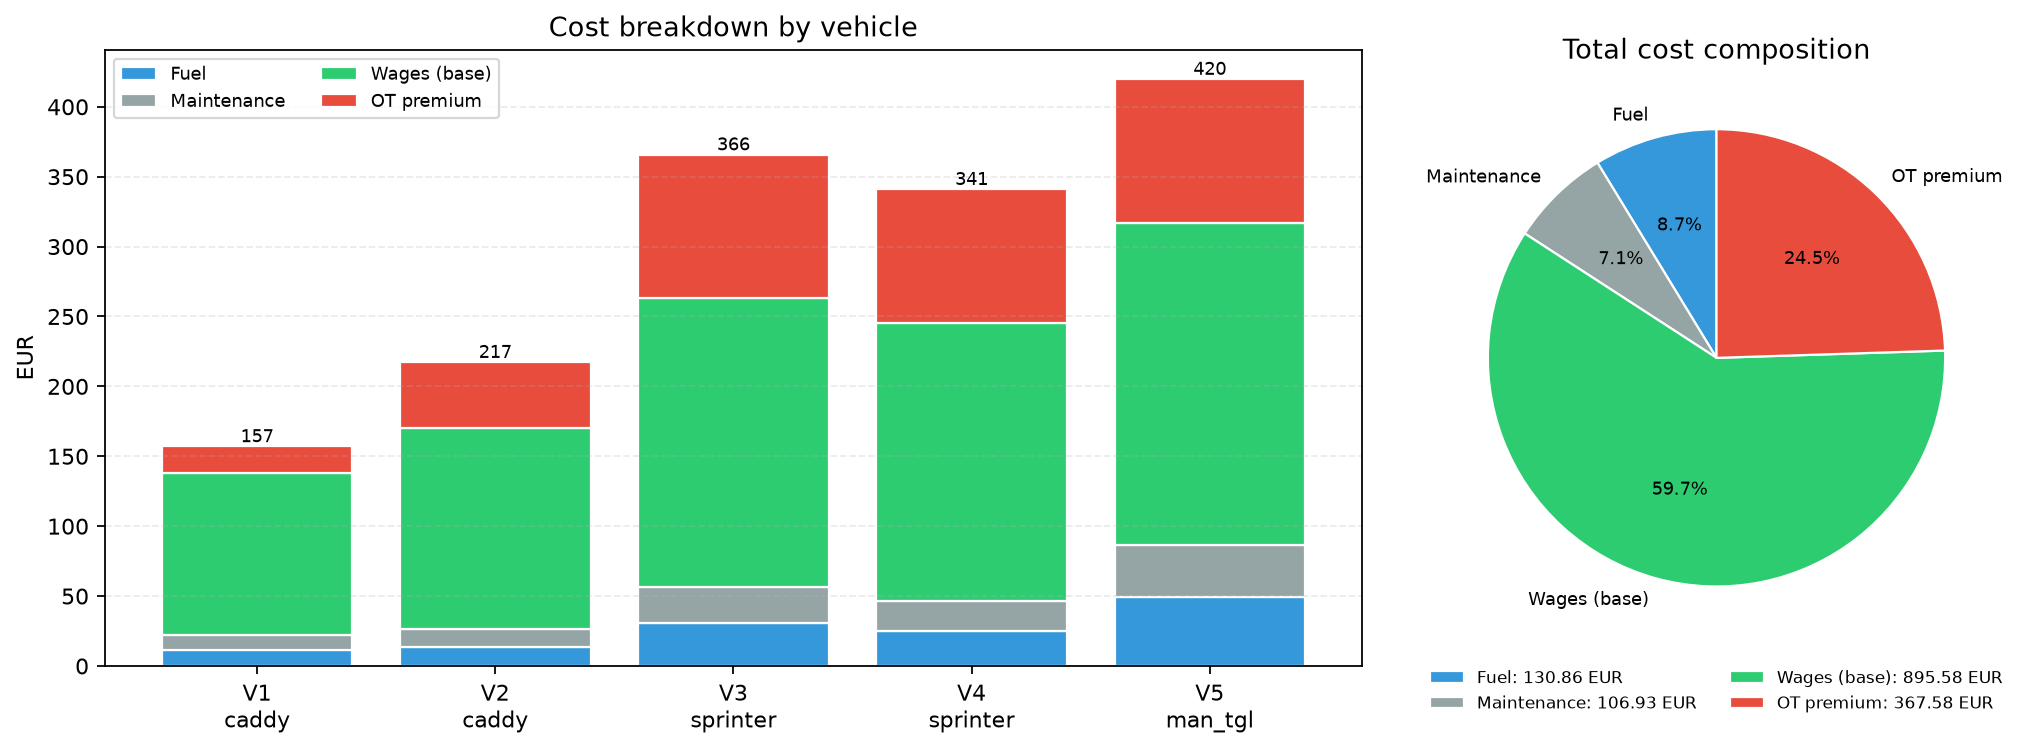 Cost breakdown by vehicle
Fuel
Maintenance
Wages (base)
OT premium
EUR
400
350
300
250
200
150
100
50
0
157
217
366
341
420
V1
caddy
V2
caddy
V3
sprinter
V4
sprinter
V5
man_tgl
Total cost composition
Fuel
Maintenance
OT premium
Wages (base)
8.7%
7.1%
24.5%
59.7%
Fuel: 130.86 EUR
Maintenance: 106.93 EUR
Wages (base): 895.58 EUR
OT premium: 367.58 EUR